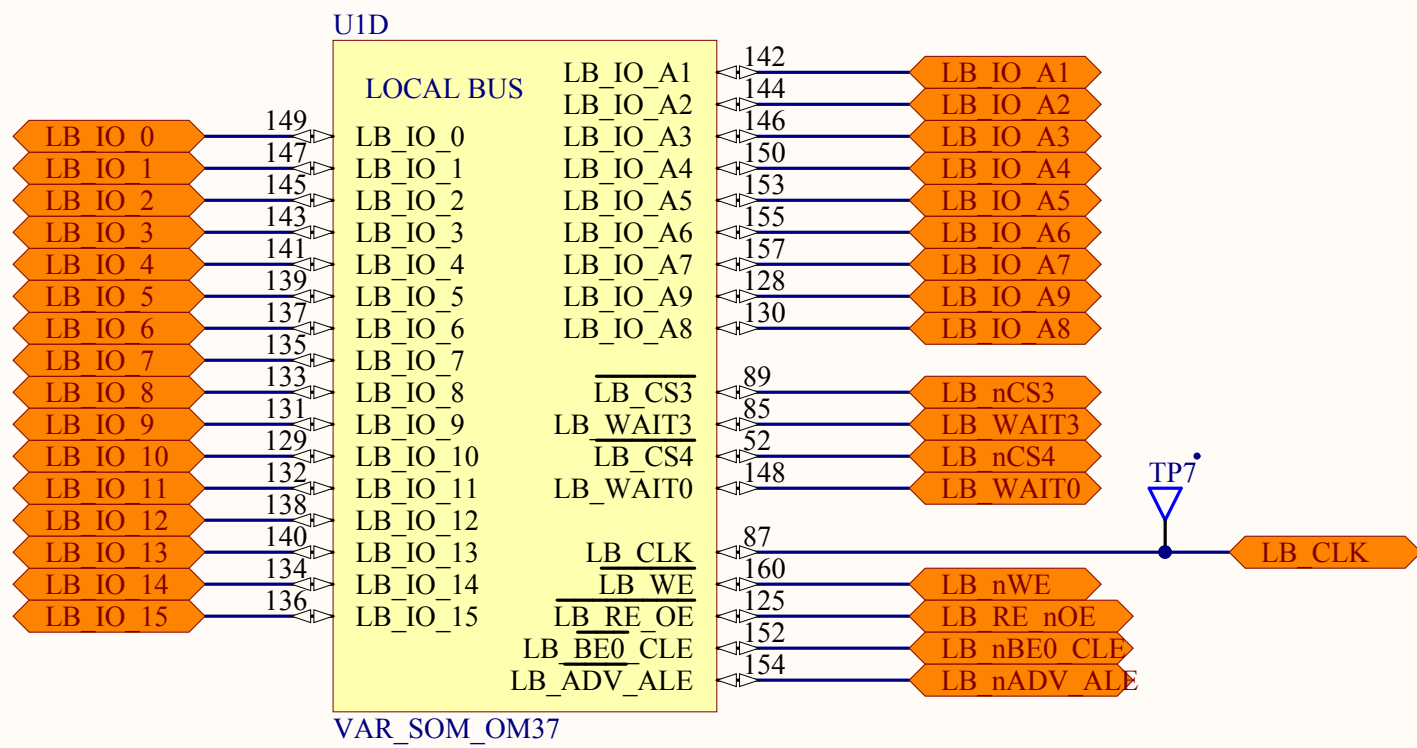 U1D
LOCAL BUS
LB_IO_A1 142 LB_IO_A1
LB_IO_A2 144 LB_IO_A2
LB_IO_0 149 LB_IO_0 LB_IO_A3 146 LB_IO_A3
LB_IO_1 147 LB_IO_1 LB_IO_A4 150 LB_IO_A4
LB_IO_2 145 LB_IO_2 LB_IO_A5 153 LB_IO_A5
LB_IO_3 143 LB_IO_3 LB_IO_A6 155 LB_IO_A6
LB_IO_4 141 LB_IO_4 LB_IO_A7 157 LB_IO_A7
LB_IO_5 139 LB_IO_5 LB_IO_A9 128 LB_IO_A9
LB_IO_6 137 LB_IO_6 LB_IO_A8 130 LB_IO_A8
LB_IO_7 135 LB_IO_7
LB_IO_8 133 LB_IO_8 LB_CS3 89 LB_nCS3
LB_IO_9 131 LB_IO_9 LB_WAIT3 85 LB_WAIT3
LB_IO_10 129 LB_IO_10 LB_CS4 52 LB_nCS4
LB_IO_11 132 LB_IO_11 LB_WAIT0 148 LB_WAIT0
TP7
LB_IO_12 138 LB_IO_12
LB_IO_13 140 LB_IO_13 LB_CLK 87 LB_CLK
LB_IO_14 134 LB_IO_14 LB_WE 160 LB_nWE
LB_IO_15 136 LB_IO_15 LB_RE_OE 125 LB_RE_nOE
LB_BE0_CLE 152 LB_nBE0_CLE
LB_ADV_ALE 154 LB_nADV_ALE
VAR_SOM_OM37